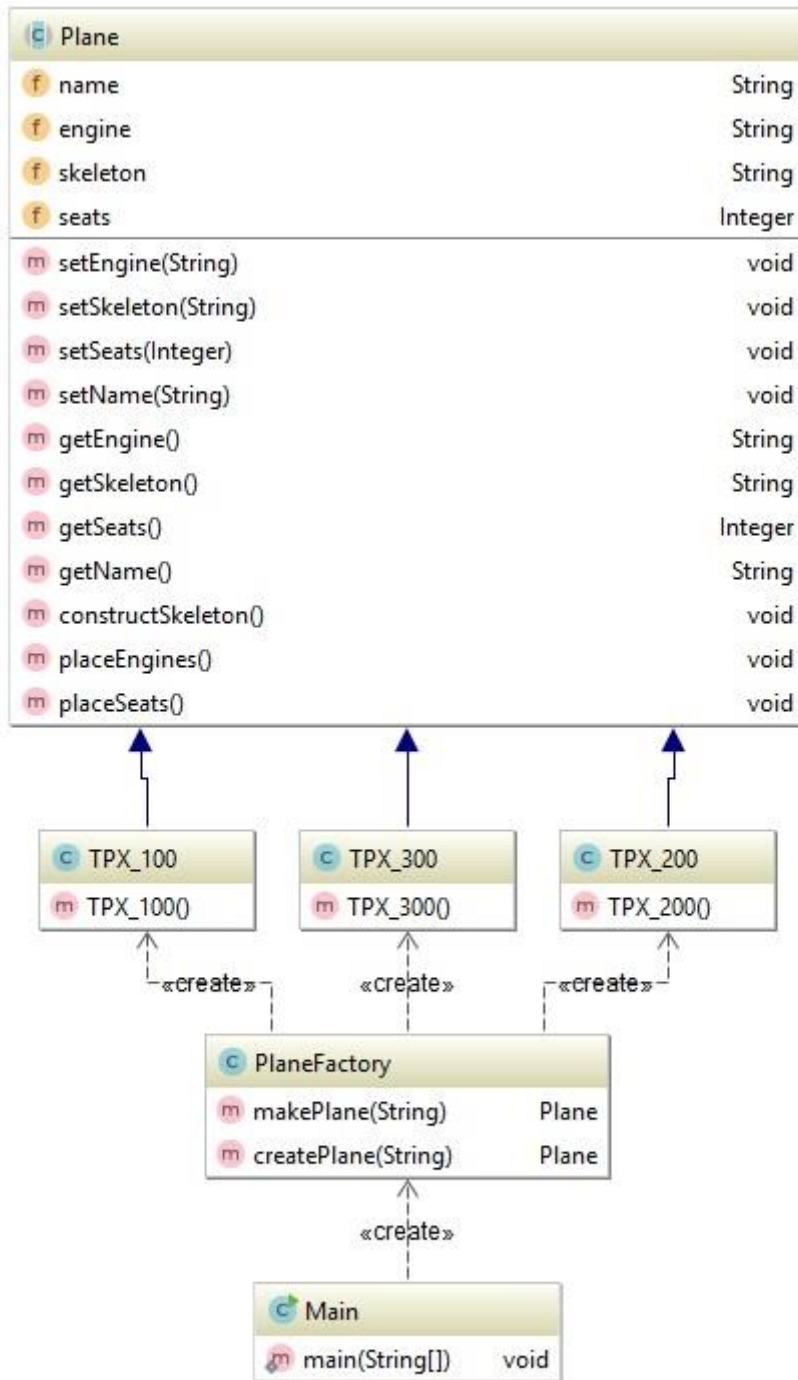 Plane
name String
engine String
skeleton String
seats Integer
setEngine(String) void
setSkeleton(String) void
setSeats(Integer) void
setName(String) void
getEngine() String
getSkeleton() String
getSeats() Integer
getName() String
constructSkeleton() void
placeEngines() void
placeSeats() void
TPX_100 TPX_300 TPX_200
TPX_100() TPX_300() TPX_200()
«create» «create» «create»
PlaneFactory
makePlane(String) Plane
createPlane(String) Plane
«create»
Main
main(String[]) void